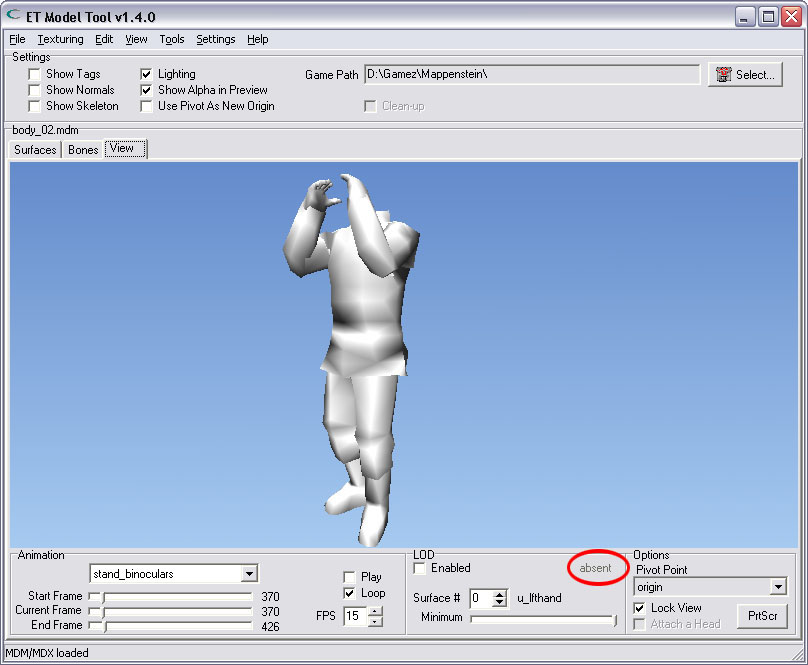 ET Model Tool v1.4.0
File Texturing Edit View Tools Settings Help
Settings
Show Tags Lighting Game Path D:\Gamez\Mappenstein\ Select...
Show Normals Show Alpha in Preview
Show Skeleton Use Pivot As New Origin Clean-up
body_02.mdm
Surfaces Bones View
Animation LOD Options
Enabled absent Pivot Point
stand_binoculars Play origin
Start Frame 370 Loop Surface # 0 u_lfthand Lock View
Current Frame 370 FPS 15 Minimum Attach a Head PrtScr
End Frame 426
MDM/MDX loaded